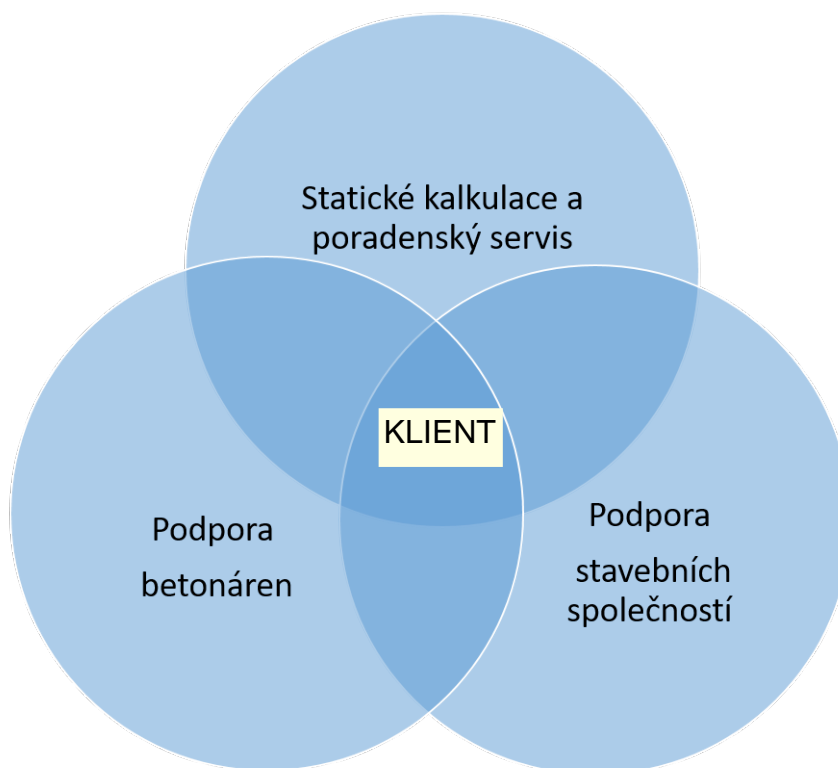 Statické kalkulace a
poradenský servis
KLIENT
Podpora
betonáren
Podpora
stavebních
společností